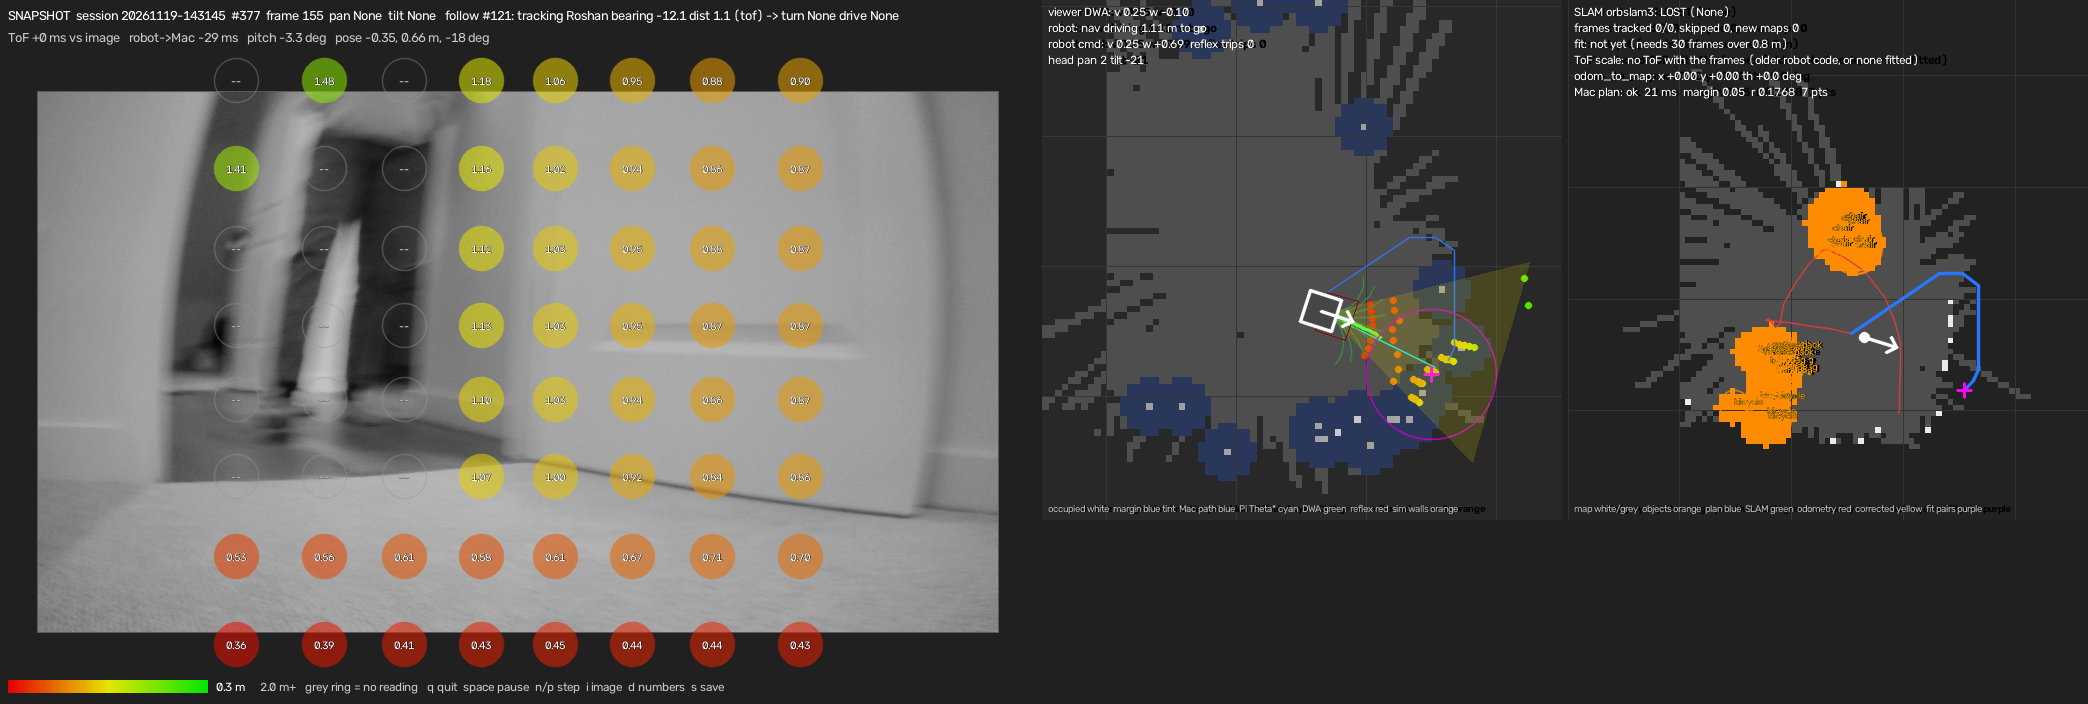 SNAPSHOT session 20261119-143145 #377 frame 155 pan None tilt None follow #121: tracking Roshan bearing -12.1 dist 1.1 (tof) -> turn None drive None
ToF +0 ms vs image robot->Mac -29 ms pitch -3.3 deg pose -0.35, 0.66 m, -18 deg
-- 1.48 -- 1.18 1.06 0.95 0.88 0.90
1.41 -- -- 1.16 1.02 0.94 0.86 0.87
-- -- -- 1.12 1.03 0.95 0.88 0.87
-- -- -- 1.13 1.03 0.95 0.87 0.87
-- -- -- 1.10 1.03 0.94 0.86 0.87
-- -- -- 1.07 1.00 0.92 0.84 0.86
0.53 0.56 0.61 0.58 0.61 0.67 0.71 0.70
0.36 0.39 0.41 0.43 0.45 0.44 0.44 0.43
0.3 m 2.0 m+ grey ring = no reading q quit space pause n/p step i image d numbers s save
viewer DWA: v 0.25 w -0.10
robot: nav driving 1.11 m to go
robot cmd: v 0.25 w +0.69 reflex trips 0
head pan 2 tilt -21
occupied white margin blue tint Mac path blue Pi Theta* cyan DWA green reflex red sim walls orange
SLAM orbslam3: LOST (None)
frames tracked 0/0, skipped 0, new maps 0
fit: not yet (needs 30 frames over 0.8 m)
ToF scale: no ToF with the frames (older robot code, or none fitted)
odom_to_map: x +0.00 y +0.00 th +0.0 deg
Mac plan: ok 21 ms margin 0.05 r 0.1768 7 pts
chair
bicycle
map white/grey objects orange plan blue SLAM green odometry red corrected yellow fit pairs purple